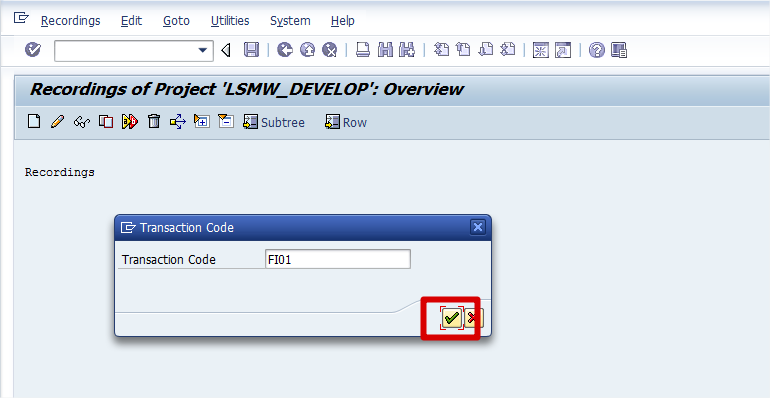 Recordings Edit Goto Utilities System Help
Recordings of Project 'LSMW_DEVELOP': Overview
Subtree Row
Recordings
Transaction Code
Transaction Code FI01